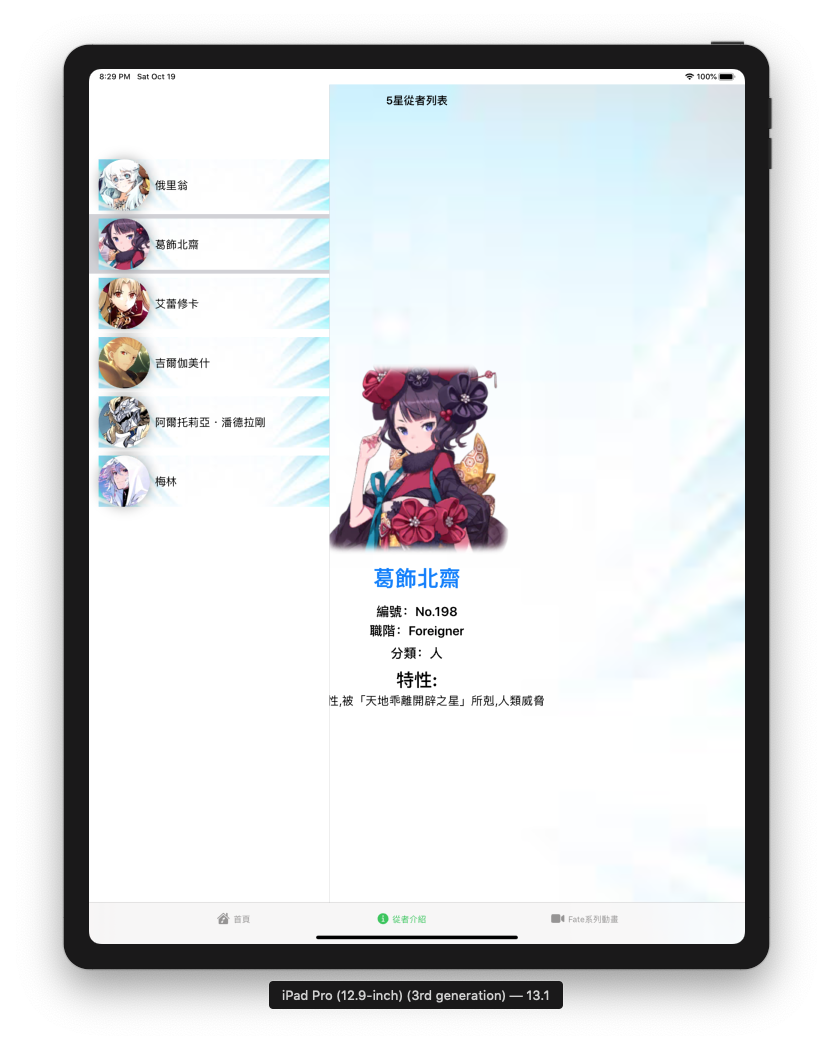 8:29 PM Sat Oct 19
100%
5星從者列表
俄里翁
葛飾北齋
艾蕾修卡
吉爾伽美什
阿爾托莉亞·潘德拉剛
梅林
葛飾北齋
編號：No.198
職階：Foreigner
分類：人
特性:
性,被「天地乖離開辟之星」所剋,人類威脅
首頁
從者介紹
Fate系列動畫
iPad Pro (12.9-inch) (3rd generation) — 13.1